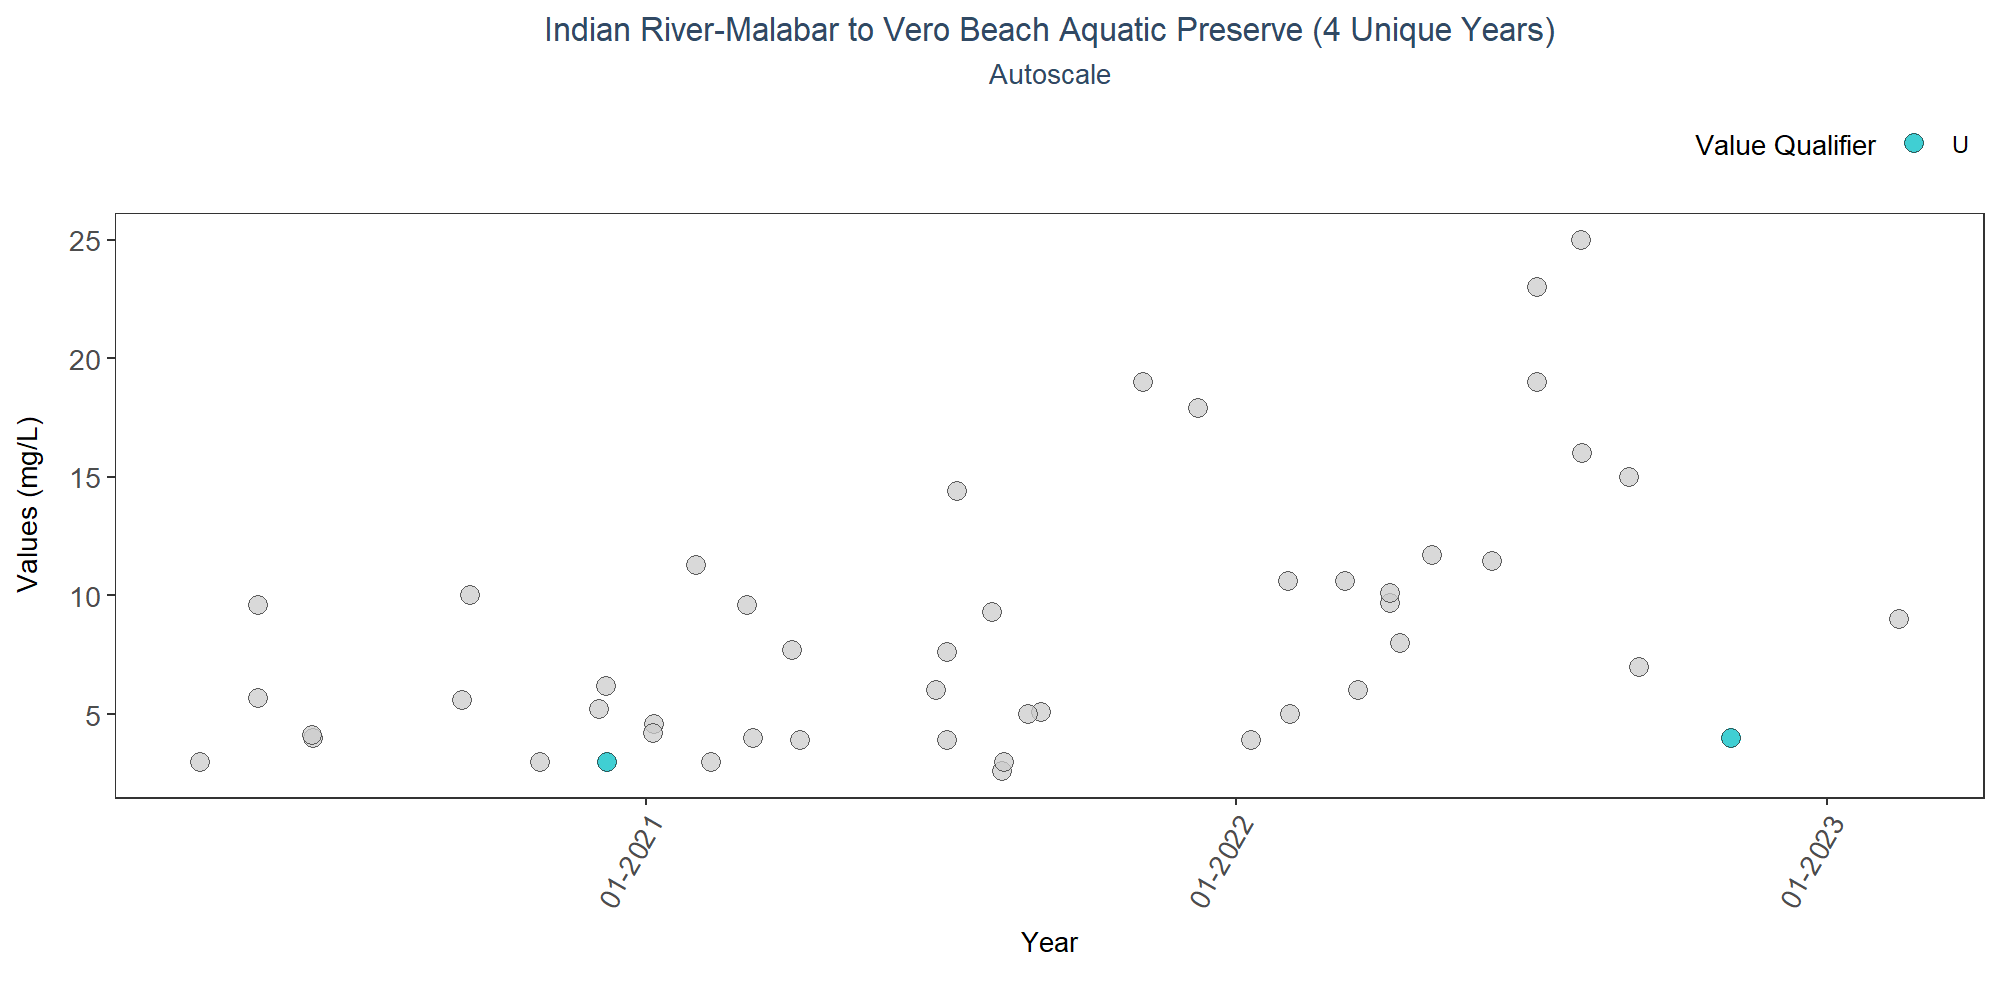 Indian River-Malabar to Vero Beach Aquatic Preserve (4 Unique Years)
Autoscale
Value Qualifier U
25
20
15
10
5
Values (mg/L)
01-2021
01-2022
01-2023
Year